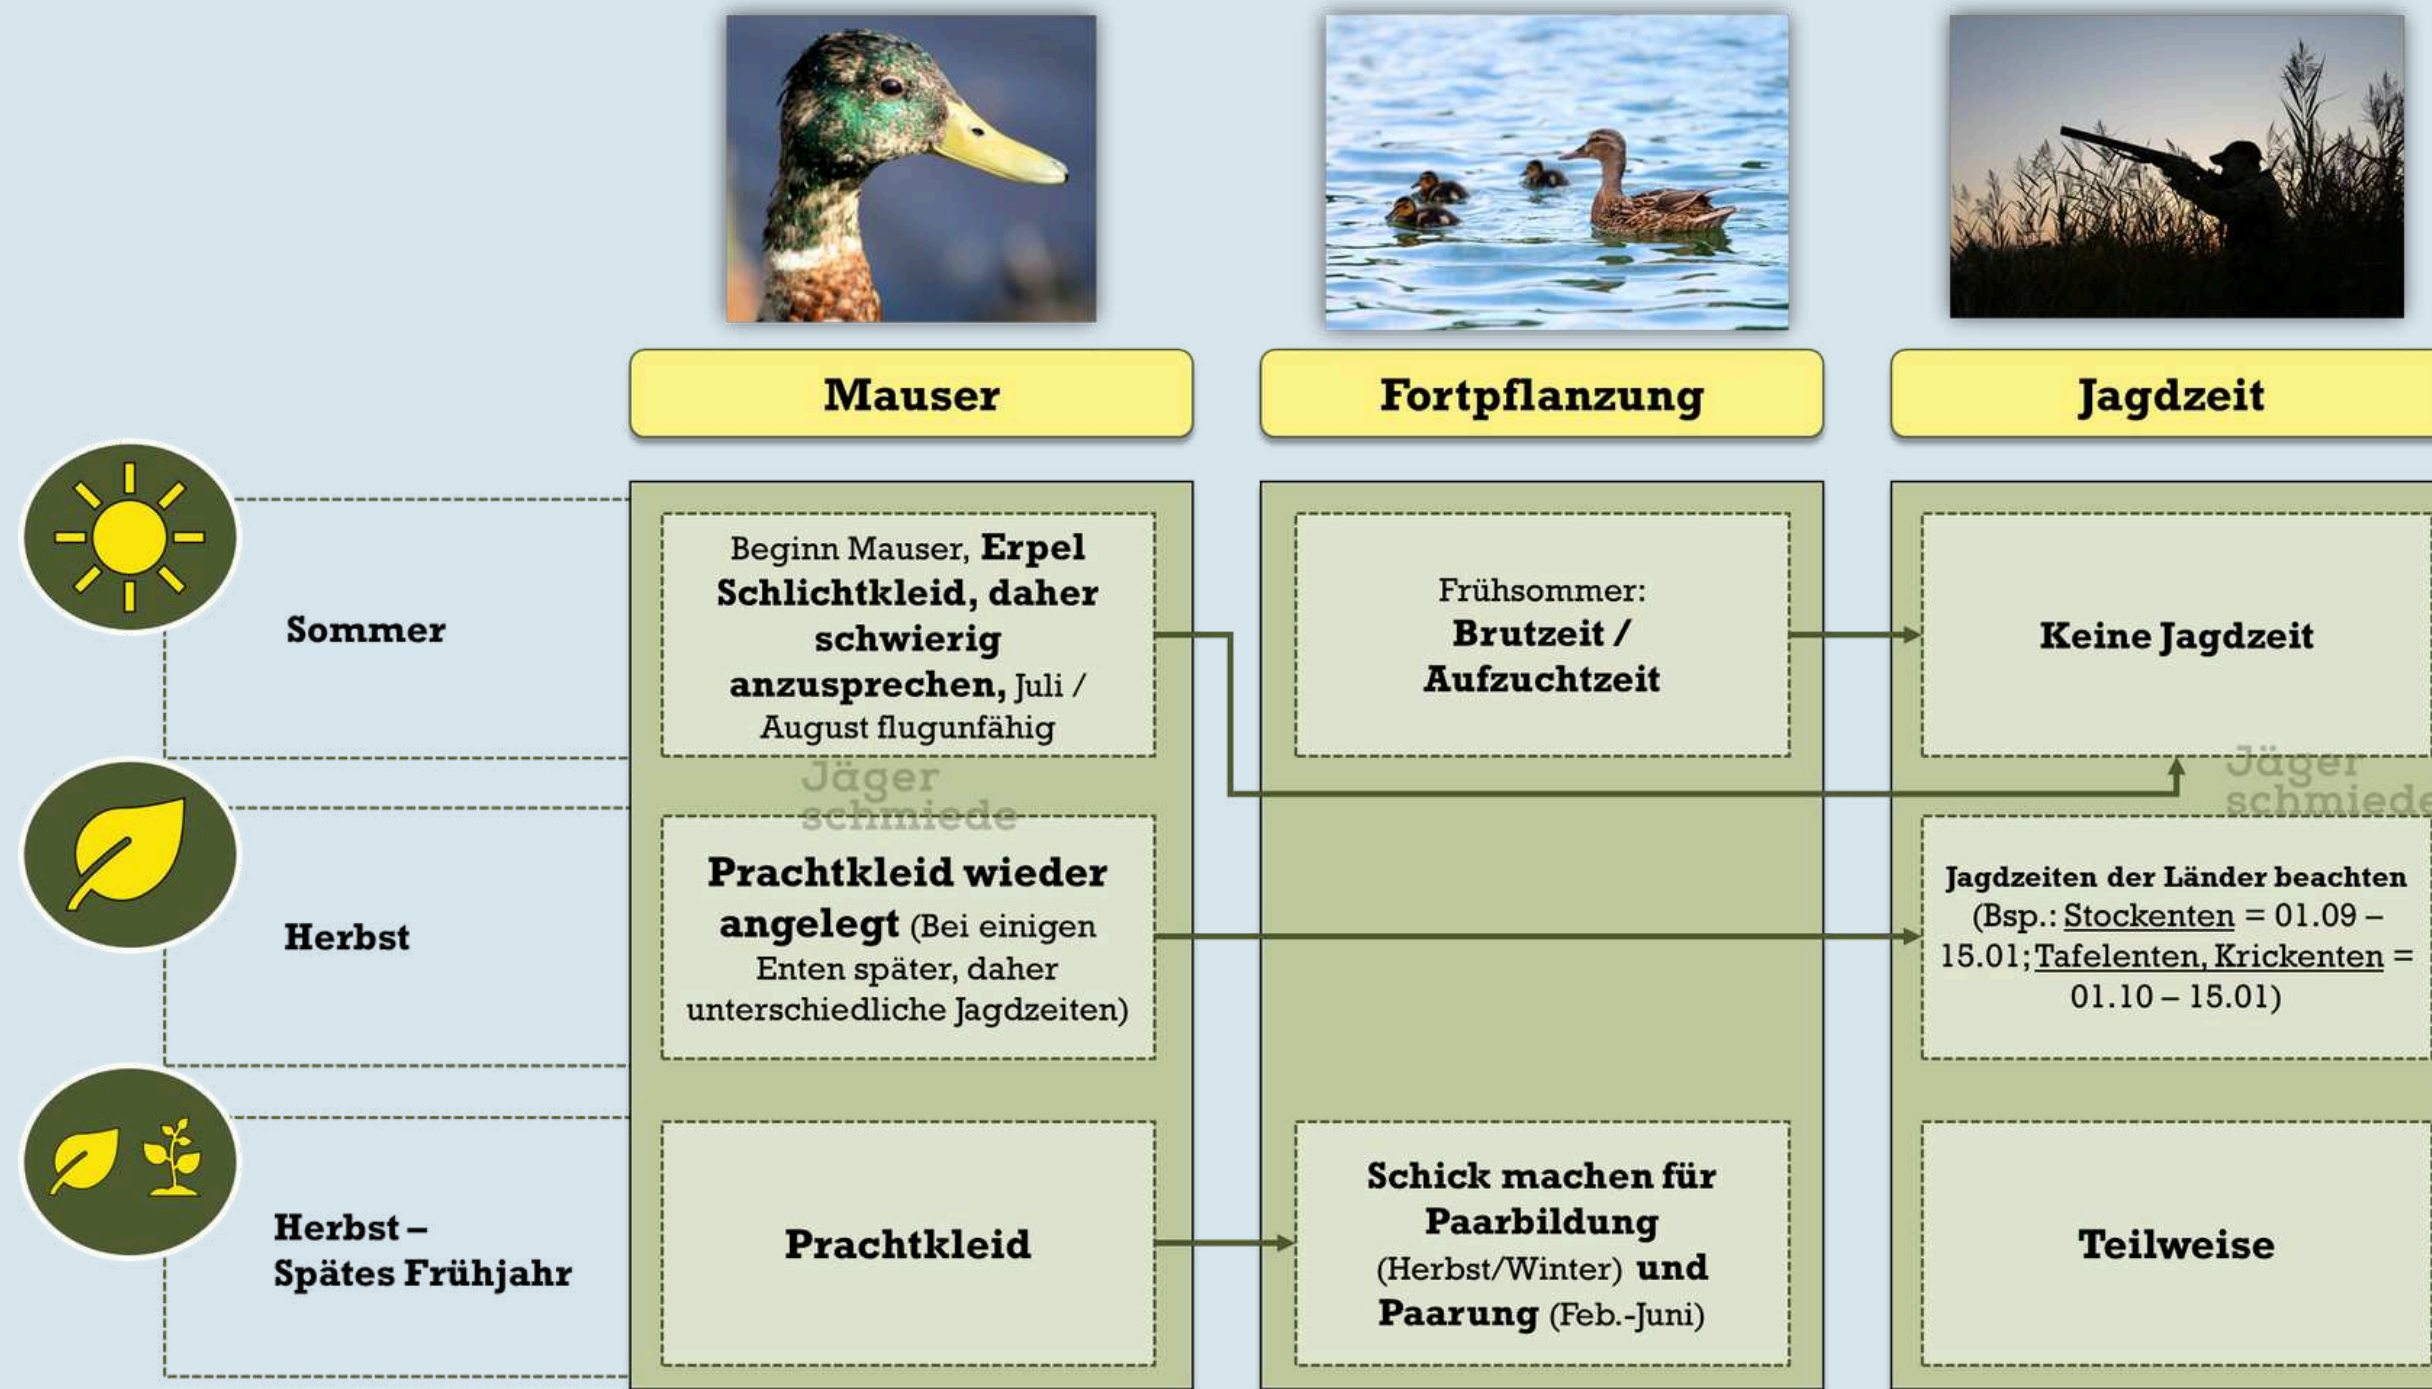 Mauser
Fortpflanzung
Jagdzeit
Sommer
Beginn Mauser, Erpel
Schlichtkleid, daher
schwierig
anzusprechen, Juli /
August flugunfähig
Frühsommer:
Brutzeit /
Aufzuchtzeit
Keine Jagdzeit
Jäger
schmiede
Jäger
schmiede
Herbst
Prachtkleid wieder
angelegt (Bei einigen
Enten später, daher
unterschiedliche Jagdzeiten)
Jagdzeiten der Länder beachten
(Bsp.: Stockenten = 01.09 –
15.01; Tafelenten, Krickenten =
01.10 – 15.01)
Herbst –
Spätes Frühjahr
Prachtkleid
Schick machen für
Paarbildung
(Herbst/Winter) und
Paarung (Feb.-Juni)
Teilweise